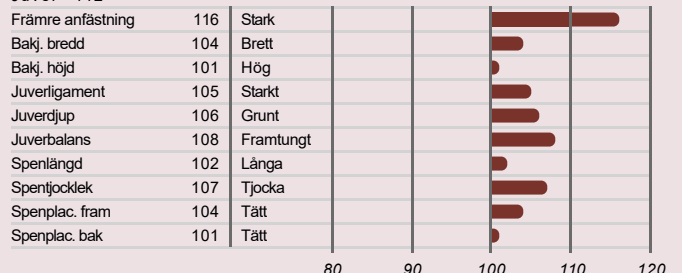 Främre anfästning 116 Stark
Bakj. bredd 104 Brett
Bakj. höjd 101 Hög
Juverligament 105 Starkt
Juverdjup 106 Grunt
Juverbalans 108 Framtungt
Spenlängd 102 Långa
Spentjocklek 107 Tjocka
Spenplac. fram 104 Tätt
Spenplac. bak 101 Tätt
80 90 100 110 120